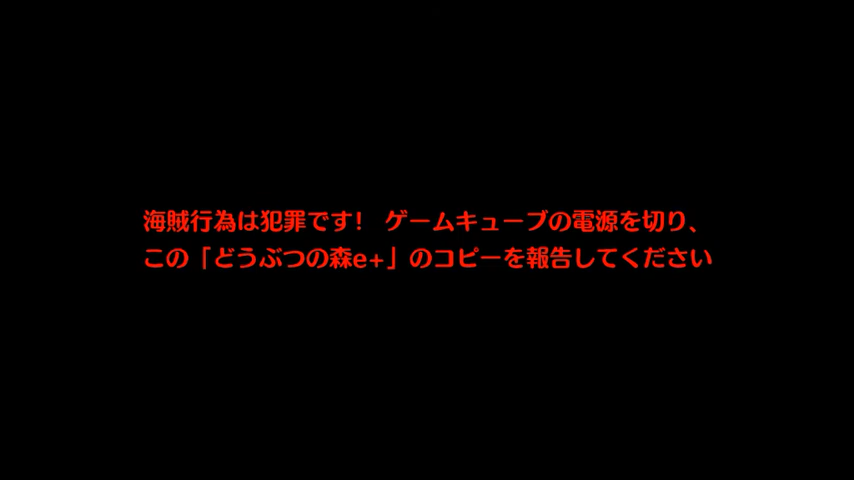 海賊行為は犯罪です! ゲームキューブの電源を切り、
この「どうぶつの森e+」のコピーを報告してください